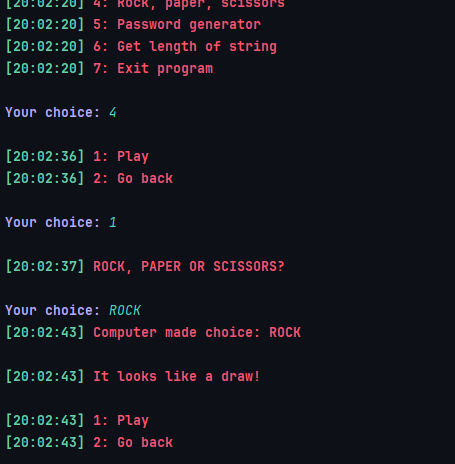 [20:02:20] 4: Rock, paper, scissors
[20:02:20] 5: Password generator
[20:02:20] 6: Get length of string
[20:02:20] 7: Exit program
Your choice: 4
[20:02:36] 1: Play
[20:02:36] 2: Go back
Your choice: 1
[20:02:37] ROCK, PAPER OR SCISSORS?
Your choice: ROCK
[20:02:43] Computer made choice: ROCK
[20:02:43] It looks like a draw!
[20:02:43] 1: Play
[20:02:43] 2: Go back